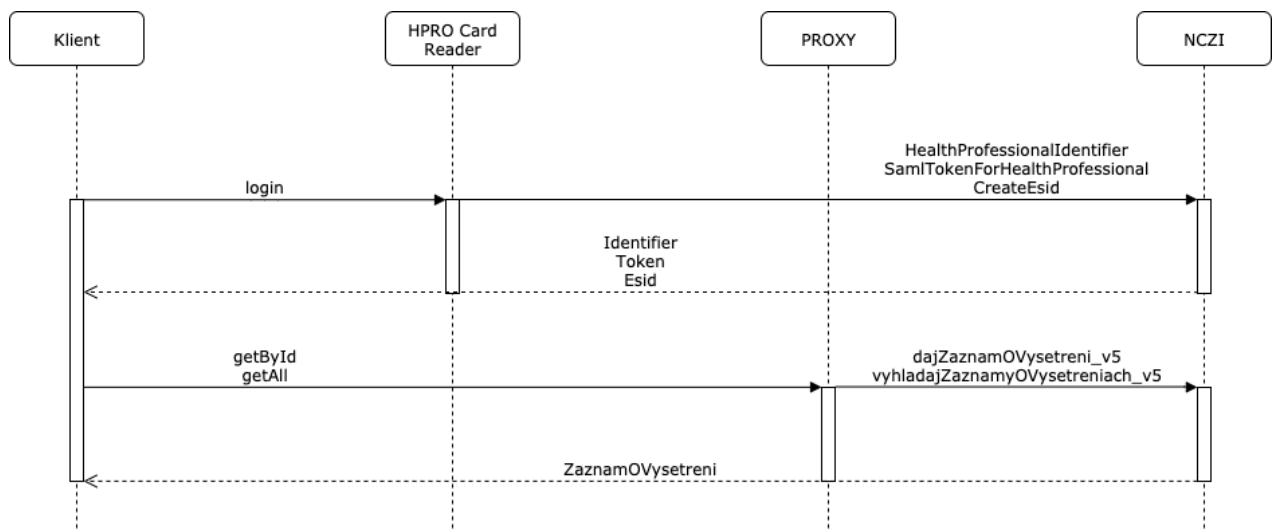 Klient
HPRO Card
Reader
PROXY
NCZI
HealthProfessionalIdentifier
SamlTokenForHealthProfessional
CreateEsid
login
Identifier
Token
Esid
getById
getAll
dajZaznamOVysetreni_v5
vyhladajZaznamyOVysetreniach_v5
ZaznamOVysetreni